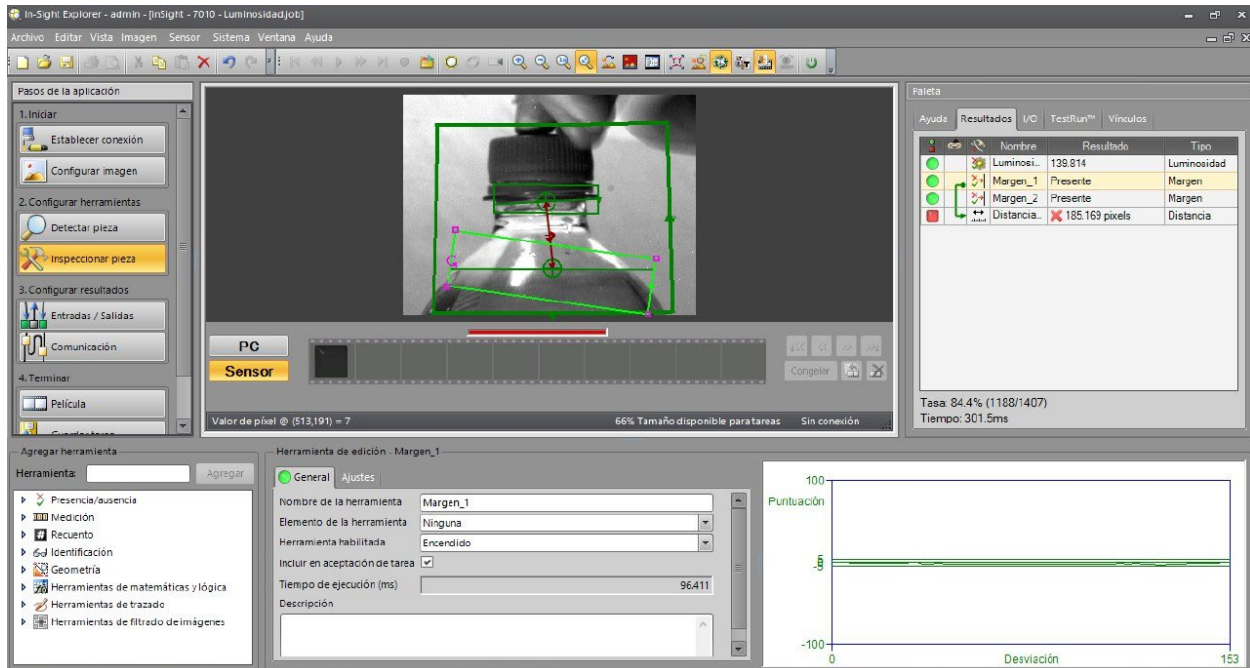 In-Sight Explorer - admin - [inSight - 7010 - Luminosidad.job]
Archivo Editar Vista Imagen Sensor Sistema Ventana Ayuda
Pasos de la aplicación
1. Iniciar
Establecer conexión
Configurar imagen
2. Configurar herramientas
Detectar pieza
Inspeccionar pieza
3. Configurar resultados
Entradas / Salidas
Comunicación
4. Terminar
Película
PC
Sensor
Congelar
Valor de píxel @ (513,191) = 7
66% Tamaño disponible para tareas
Sin conexión
Paleta
Ayuda Resultados I/O TestRun™ Vínculos
Nombre Resultado Tipo
Luminosi... 139.814 Luminosidad
Margen_1 Presente Margen
Margen_2 Presente Margen
Distancia... 185.169 pixels Distancia
Tasa: 84.4% (1188/1407)
Tiempo: 301.5ms
Agregar herramienta
Herramienta: Agregar
Presencia/ausencia
Medición
Recuento
Identificación
Geometría
Herramientas de matemáticas y lógica
Herramientas de trazado
Herramientas de filtrado de imágenes
Herramienta de edición - Margen_1
General Ajustes
Nombre de la herramienta Margen_1
Elemento de la herramienta Ninguna
Herramienta habilitada Encendido
Incluir en aceptación de tarea
Tiempo de ejecución (ms) 96.411
Descripción
100
Puntuación
-100
0 Desviación 153